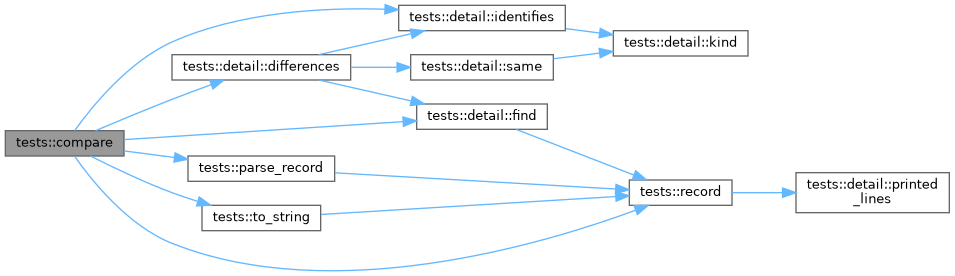 tests::detail::identifies
tests::detail::kind
tests::detail::differences
tests::detail::same
tests::detail::find
tests::compare
tests::parse_record
tests::record
tests::detail::printed
_lines
tests::to_string